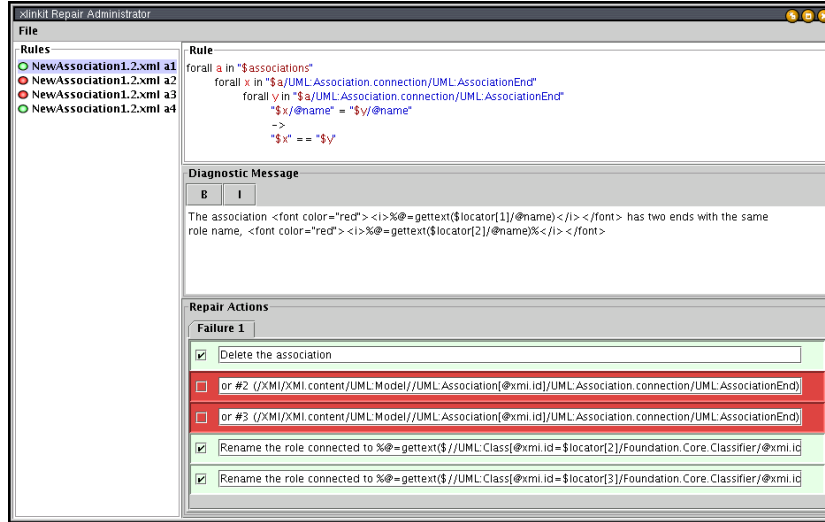 xlinkit Repair Administrator
File
Rules
NewAssociation1.2.xml a1
NewAssociation1.2.xml a2
NewAssociation1.2.xml a3
NewAssociation1.2.xml a4
Rule
forall a in "$associations"
forall x in "$a/UML:Association.connection/UML:AssociationEnd"
forall y in "$a/UML:Association.connection/UML:AssociationEnd"
"$x/@name" = "$y/@name"
->
"$x" == "$y"
Diagnostic Message
B I
The association <font color="red"><i>%@=gettext($locator[1]/@name)</i></font> has two ends with the same
role name, <font color="red"><i>%@=gettext($locator[2]/@name)%</i></font>
Repair Actions
Failure 1
Delete the association
or #2 (/XMI/XMI.content/UML:Model//UML:Association[@xmi.id]/UML:Association.connection/UML:AssociationEnd)
or #3 (/XMI/XMI.content/UML:Model//UML:Association[@xmi.id]/UML:Association.connection/UML:AssociationEnd)
Rename the role connected to %@=gettext($//UML:Class[@xmi.id=$locator[2]/Foundation.Core.Classifier/@xmi.id
Rename the role connected to %@=gettext($//UML:Class[@xmi.id=$locator[3]/Foundation.Core.Classifier/@xmi.id